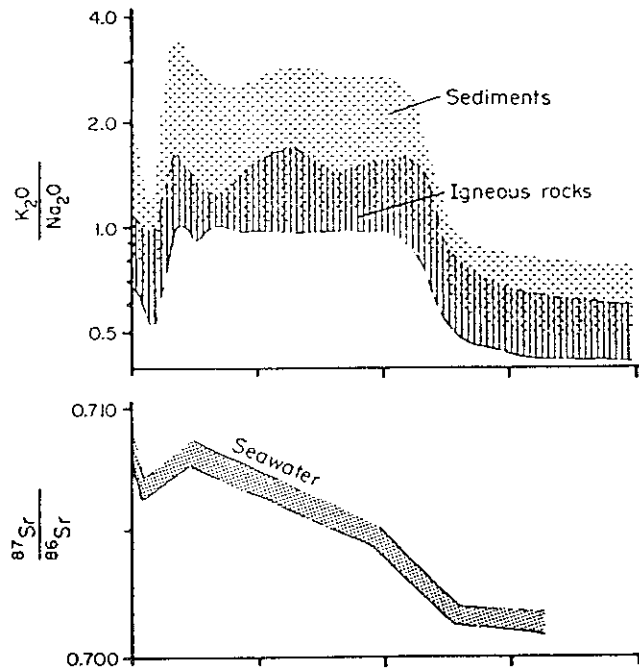 4.0
Sediments
2.0
K₂O
Na₂O
Igneous rocks
1.0
0.5
0.710
Seawater
⁸⁷Sr
⁸⁶Sr
0.700